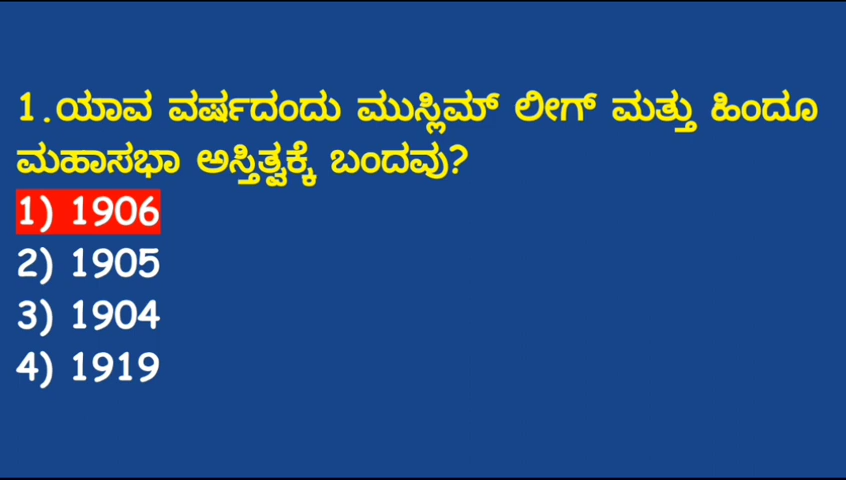 1.ಯಾವ ವರ್ಷದಂದು ಮುಸ್ಲಿಮ್ ಲೀಗ್ ಮತ್ತು ಹಿಂದೂ
ಮಹಾಸಭಾ ಅಸ್ತಿತ್ವಕ್ಕೆ ಬಂದವು?
1) 1906
2) 1905
3) 1904
4) 1919